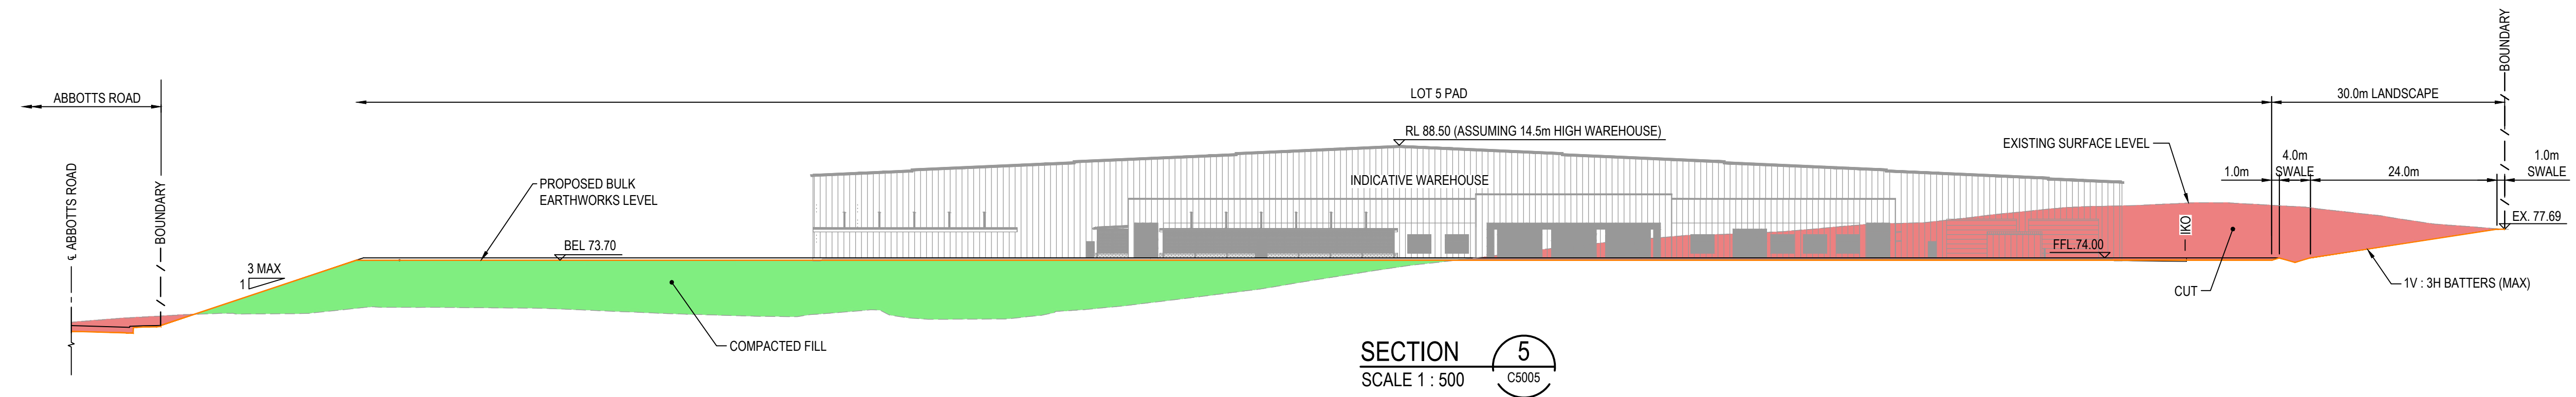 BOUNDARY
ABBOTTS ROAD
LOT 5 PAD
30.0m LANDSCAPE
RL 88.50 (ASSUMING 14.5m HIGH WAREHOUSE)
EXISTING SURFACE LEVEL
1.0m
4.0m
SWALE
24.0m
1.0m
SWALE
℄ ABBOTTS ROAD
BOUNDARY
PROPOSED BULK
EARTHWORKS LEVEL
INDICATIVE WAREHOUSE
IKO
EX. 77.69
BEL 73.70
FFL.74.00
3 MAX
1
CUT
1V : 3H BATTERS (MAX)
COMPACTED FILL
SECTION
5
SCALE 1 : 500
C5005